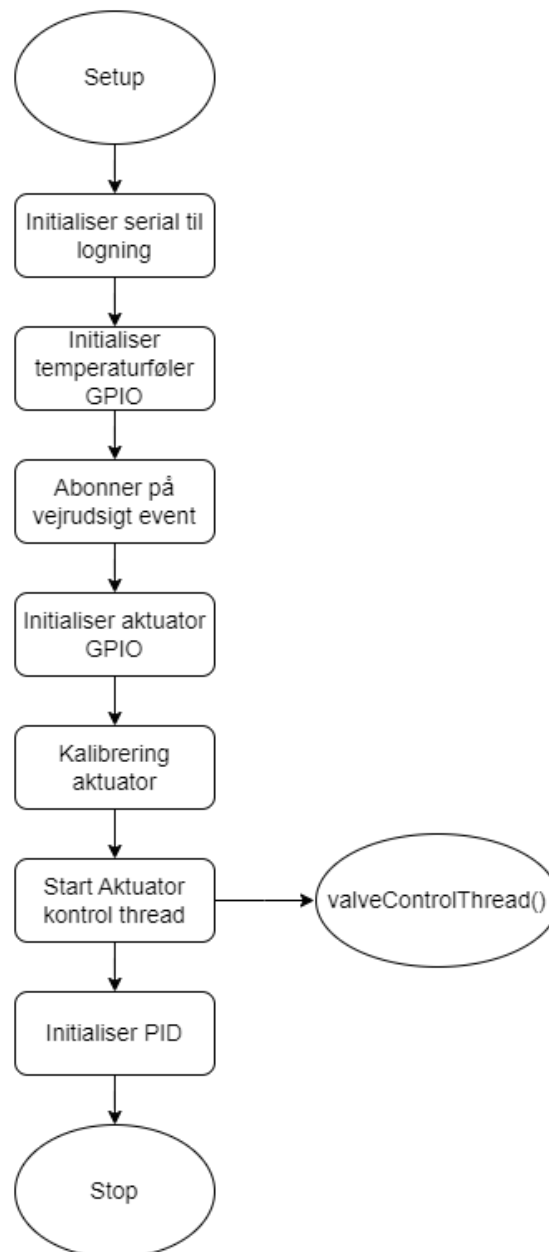 Setup
Initialiser serial til
logning
Initialiser
temperaturføler
GPIO
Abonner på
vejrudsigt event
Initialiser aktuator
GPIO
Kalibrering
aktuator
Start Aktuator
kontrol thread
valveControlThread()
Initialiser PID
Stop